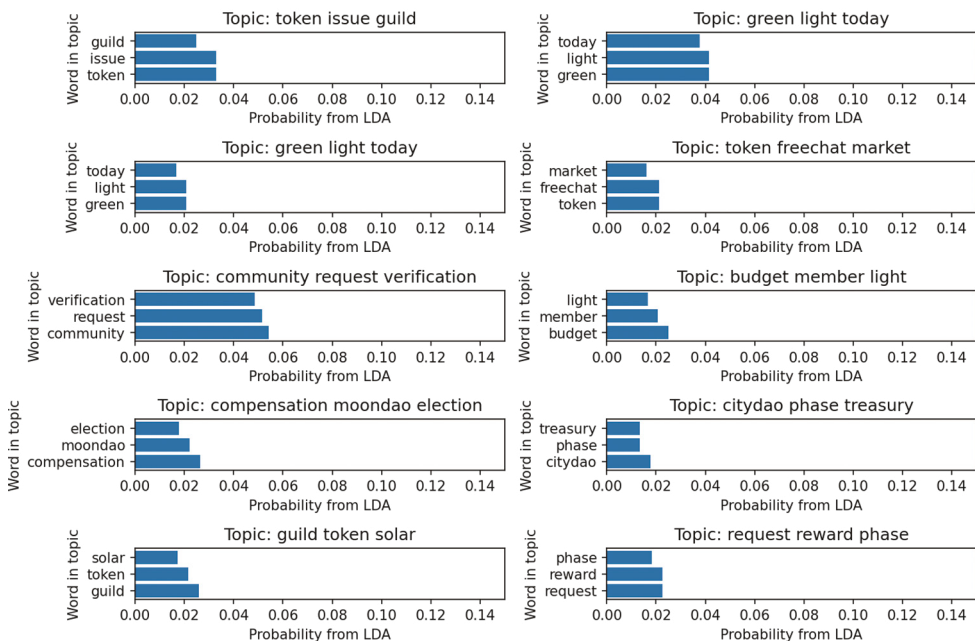 Topic: token issue guild
Word in topic
guild
issue
token
0.00 0.02 0.04 0.06 0.08 0.10 0.12 0.14
Probability from LDA
Topic: green light today
Word in topic
today
light
green
0.00 0.02 0.04 0.06 0.08 0.10 0.12 0.14
Probability from LDA
Topic: green light today
Word in topic
today
light
green
0.00 0.02 0.04 0.06 0.08 0.10 0.12 0.14
Probability from LDA
Topic: token freechat market
Word in topic
market
freechat
token
0.00 0.02 0.04 0.06 0.08 0.10 0.12 0.14
Probability from LDA
Topic: community request verification
Word in topic
verification
request
community
0.00 0.02 0.04 0.06 0.08 0.10 0.12 0.14
Probability from LDA
Topic: budget member light
Word in topic
light
member
budget
0.00 0.02 0.04 0.06 0.08 0.10 0.12 0.14
Probability from LDA
Topic: compensation moondao election
Word in topic
election
moondao
compensation
0.00 0.02 0.04 0.06 0.08 0.10 0.12 0.14
Probability from LDA
Topic: citydao phase treasury
Word in topic
treasury
phase
citydao
0.00 0.02 0.04 0.06 0.08 0.10 0.12 0.14
Probability from LDA
Topic: guild token solar
Word in topic
solar
token
guild
0.00 0.02 0.04 0.06 0.08 0.10 0.12 0.14
Probability from LDA
Topic: request reward phase
Word in topic
phase
reward
request
0.00 0.02 0.04 0.06 0.08 0.10 0.12 0.14
Probability from LDA